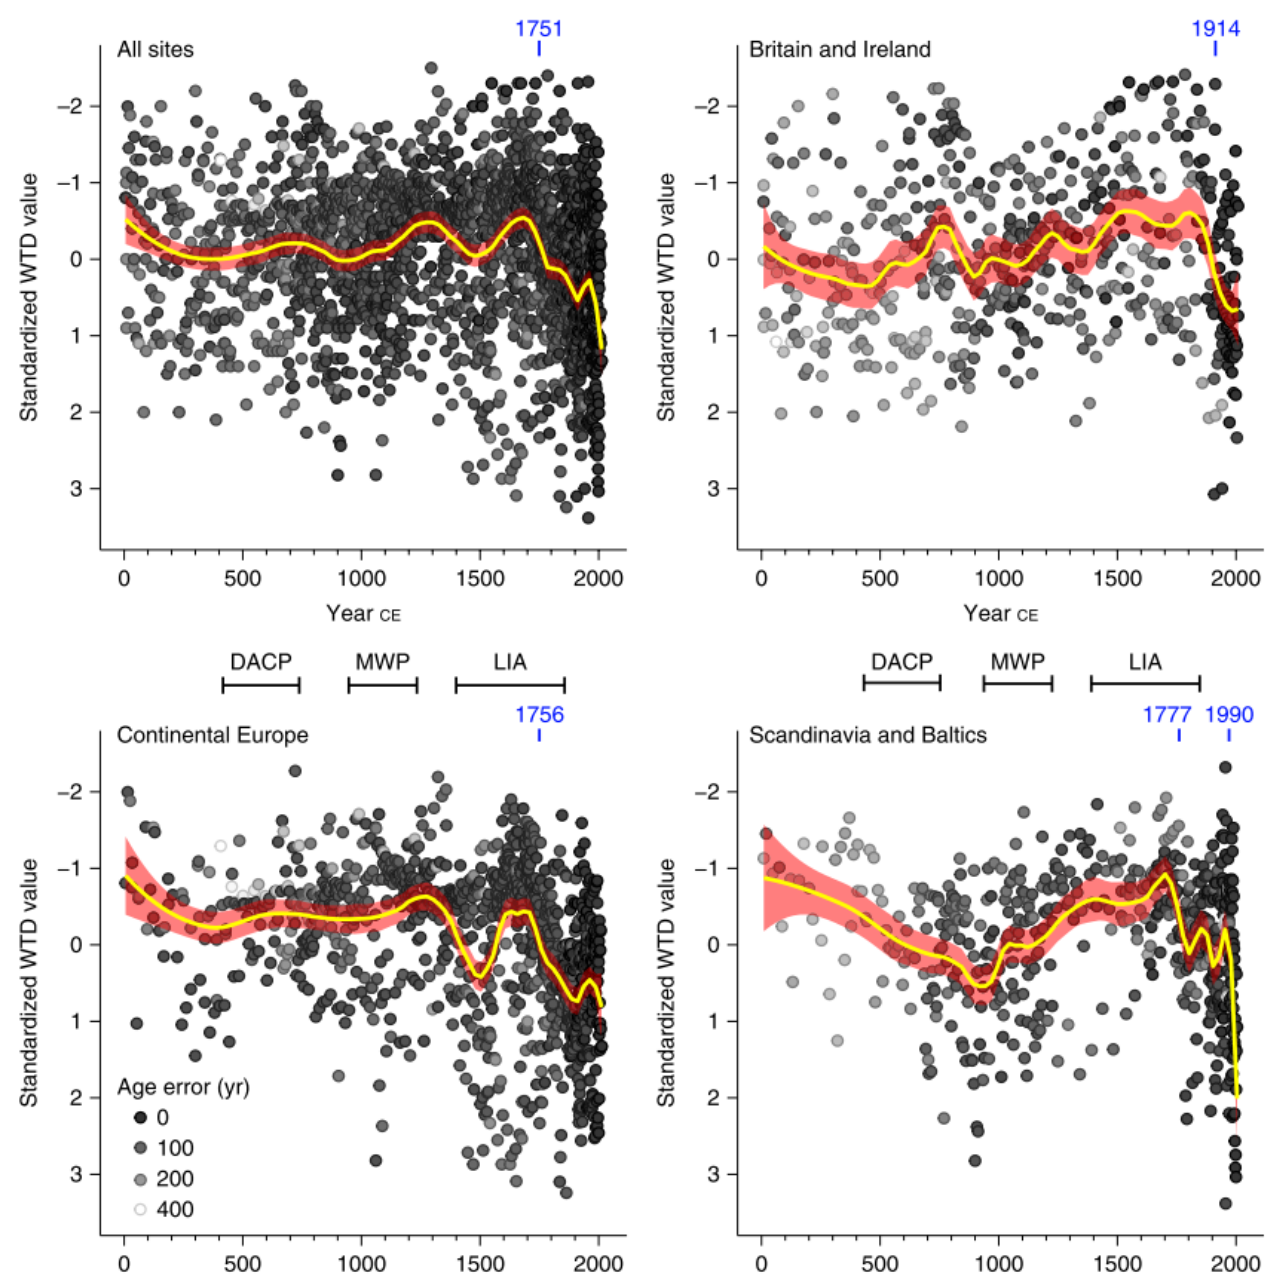 1751
All sites
–2
–1
0
1
2
3
Standardized WTD value
0 500 1000 1500 2000
Year CE
1914
Britain and Ireland
–2
–1
0
1
2
3
Standardized WTD value
0 500 1000 1500 2000
Year CE
DACP MWP LIA
1756
Continental Europe
–2
–1
0
1
2
3
Standardized WTD value
Age error (yr)
0
100
200
400
0 500 1000 1500 2000
DACP MWP LIA
1777 1990
Scandinavia and Baltics
–2
–1
0
1
2
3
Standardized WTD value
0 500 1000 1500 2000